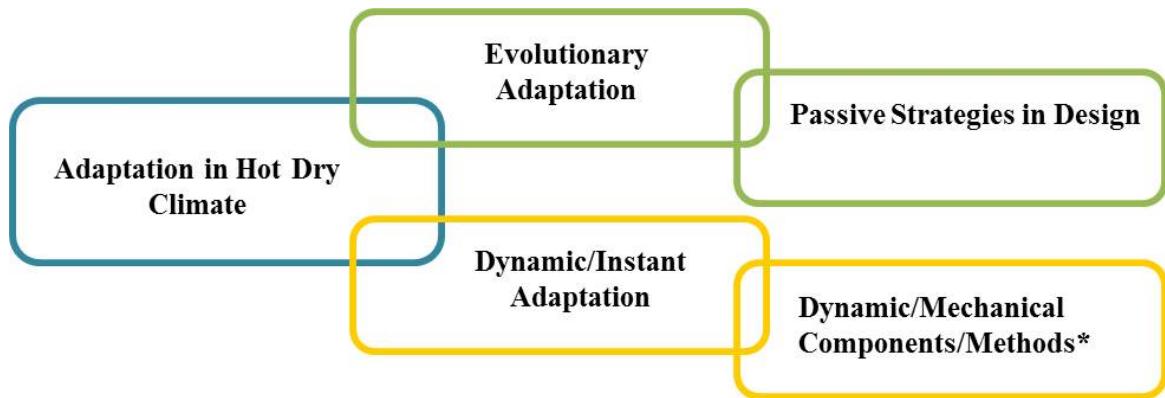 Evolutionary
Adaptation
Passive Strategies in Design
Adaptation in Hot Dry
Climate
Dynamic/Instant
Adaptation
Dynamic/Mechanical
Components/Methods*